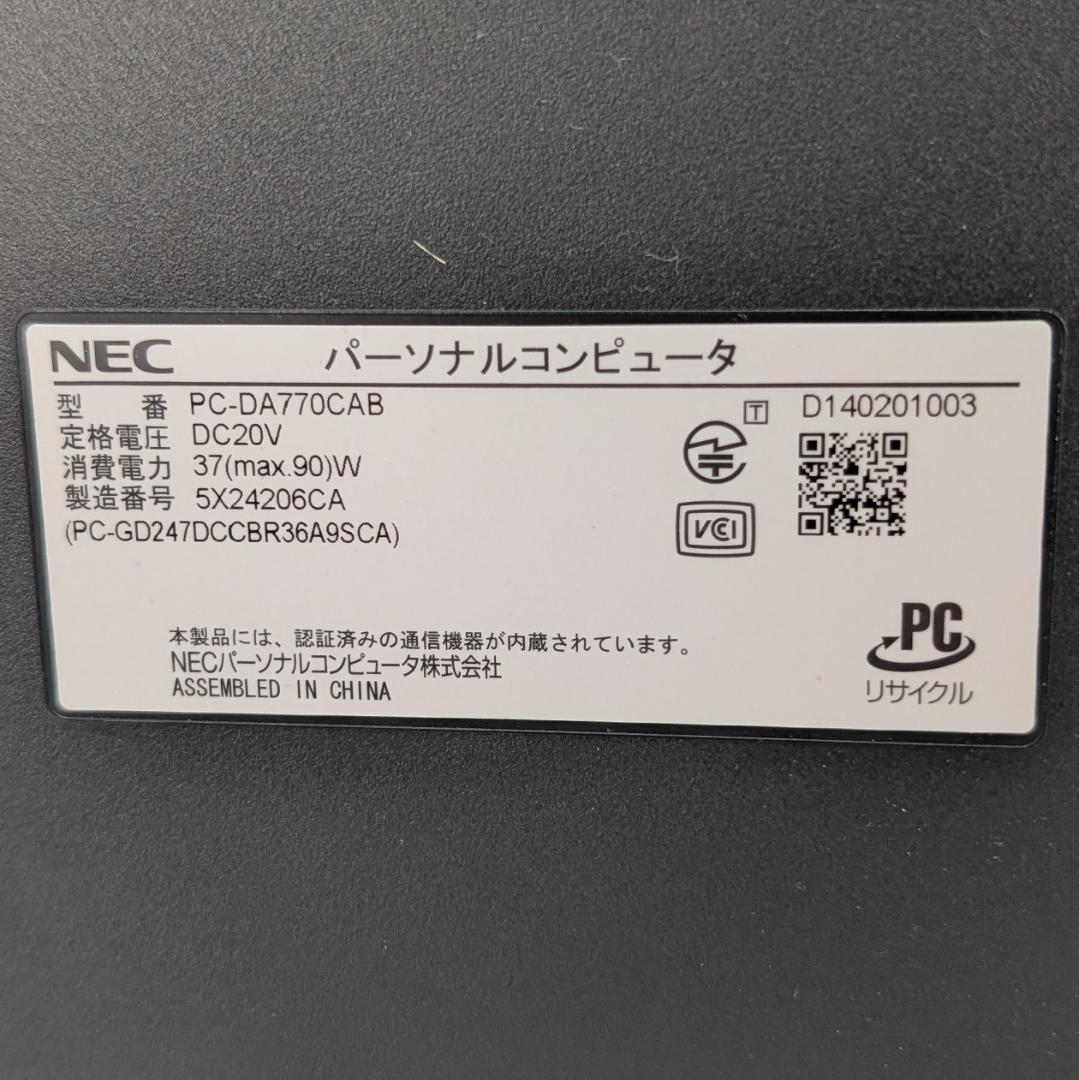 NEC パーソナルコンピュータ
型 番 PC-DA770CAB
定格電圧 DC20V
消費電力 37(max.90)W
製造番号 5X24206CA
(PC-GD247DCCBR36A9SCA)
T D140201003
VCCI
本製品には、認証済みの通信機器が内蔵されています。
NECパーソナルコンピュータ株式会社
ASSEMBLED IN CHINA
PC
リサイクル